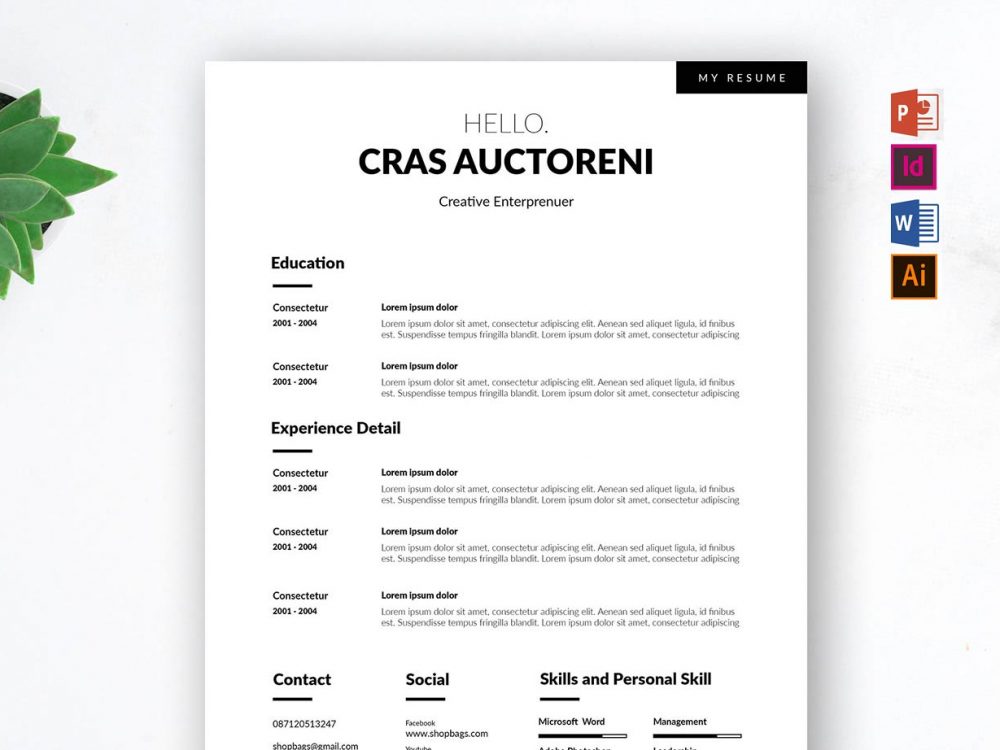 MY RESUME
HELLO.
CRAS AUCTORENI
Creative Enterprenuer
Education
Consectetur
2001 - 2004
Lorem ipsum dolor
Lorem ipsum dolor sit amet, consectetur adipiscing elit. Aenean sed aliquet ligula, id finibus
est. Suspendisse tempus fringilla blandit. Lorem ipsum dolor sit amet, consectetur adipiscing
Consectetur
2001 - 2004
Lorem ipsum dolor
Lorem ipsum dolor sit amet, consectetur adipiscing elit. Aenean sed aliquet ligula, id finibus
est. Suspendisse tempus fringilla blandit. Lorem ipsum dolor sit amet, consectetur adipiscing
Experience Detail
Consectetur
2001 - 2004
Lorem ipsum dolor
Lorem ipsum dolor sit amet, consectetur adipiscing elit. Aenean sed aliquet ligula, id finibus
est. Suspendisse tempus fringilla blandit. Lorem ipsum dolor sit amet, consectetur adipiscing
Consectetur
2001 - 2004
Lorem ipsum dolor
Lorem ipsum dolor sit amet, consectetur adipiscing elit. Aenean sed aliquet ligula, id finibus
est. Suspendisse tempus fringilla blandit. Lorem ipsum dolor sit amet, consectetur adipiscing
Consectetur
2001 - 2004
Lorem ipsum dolor
Lorem ipsum dolor sit amet, consectetur adipiscing elit. Aenean sed aliquet ligula, id finibus
est. Suspendisse tempus fringilla blandit. Lorem ipsum dolor sit amet, consectetur adipiscing
Contact
087120513247
shopbags@gmail.com
Social
Facebook
www.shopbags.com
Youtube
Skills and Personal Skill
Microsoft Word
Management
Adobe Photoshop
Leadership
P
Id
W
Ai